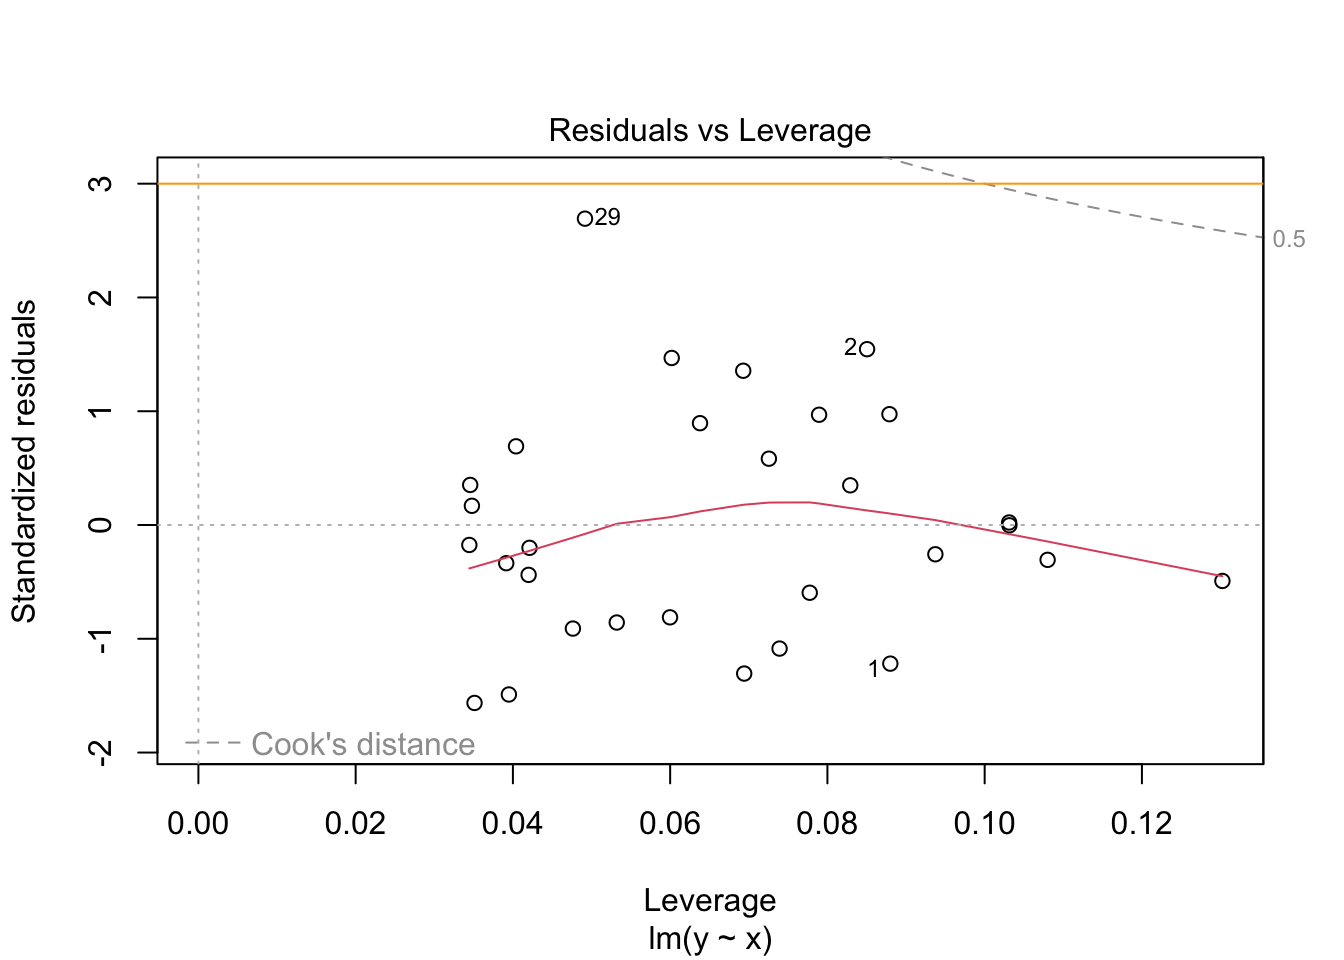 Residuals vs Leverage
Standardized residuals
3
2
1
0
-1
-2
29
2
1
0.5
Cook's distance
0.00 0.02 0.04 0.06 0.08 0.10 0.12
Leverage
lm(y ~ x)